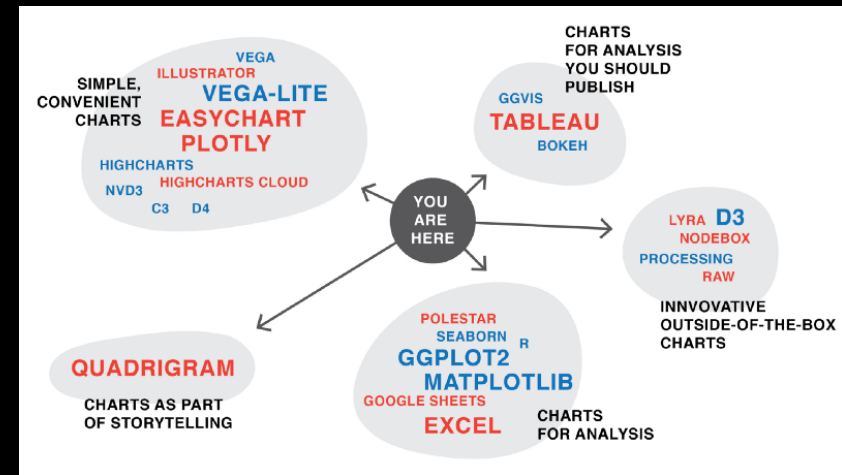 SIMPLE,
CONVENIENT
CHARTS
VEGA
ILLUSTRATOR
VEGA-LITE
EASYCHART
PLOTLY
HIGHCHARTS
NVD3
HIGHCHARTS CLOUD
C3
D4
CHARTS
FOR ANALYSIS
YOU SHOULD
PUBLISH
GGVIS
TABLEAU
BOKEH
YOU
ARE
HERE
LYRA
D3
NODEBOX
PROCESSING
RAW
INNVOVATIVE
OUTSIDE-OF-THE-BOX
CHARTS
QUADRIGRAM
CHARTS AS PART
OF STORYTELLING
POLESTAR
SEABORN
R
GGPLOT2
MATPLOTLIB
GOOGLE SHEETS
EXCEL
CHARTS
FOR ANALYSIS